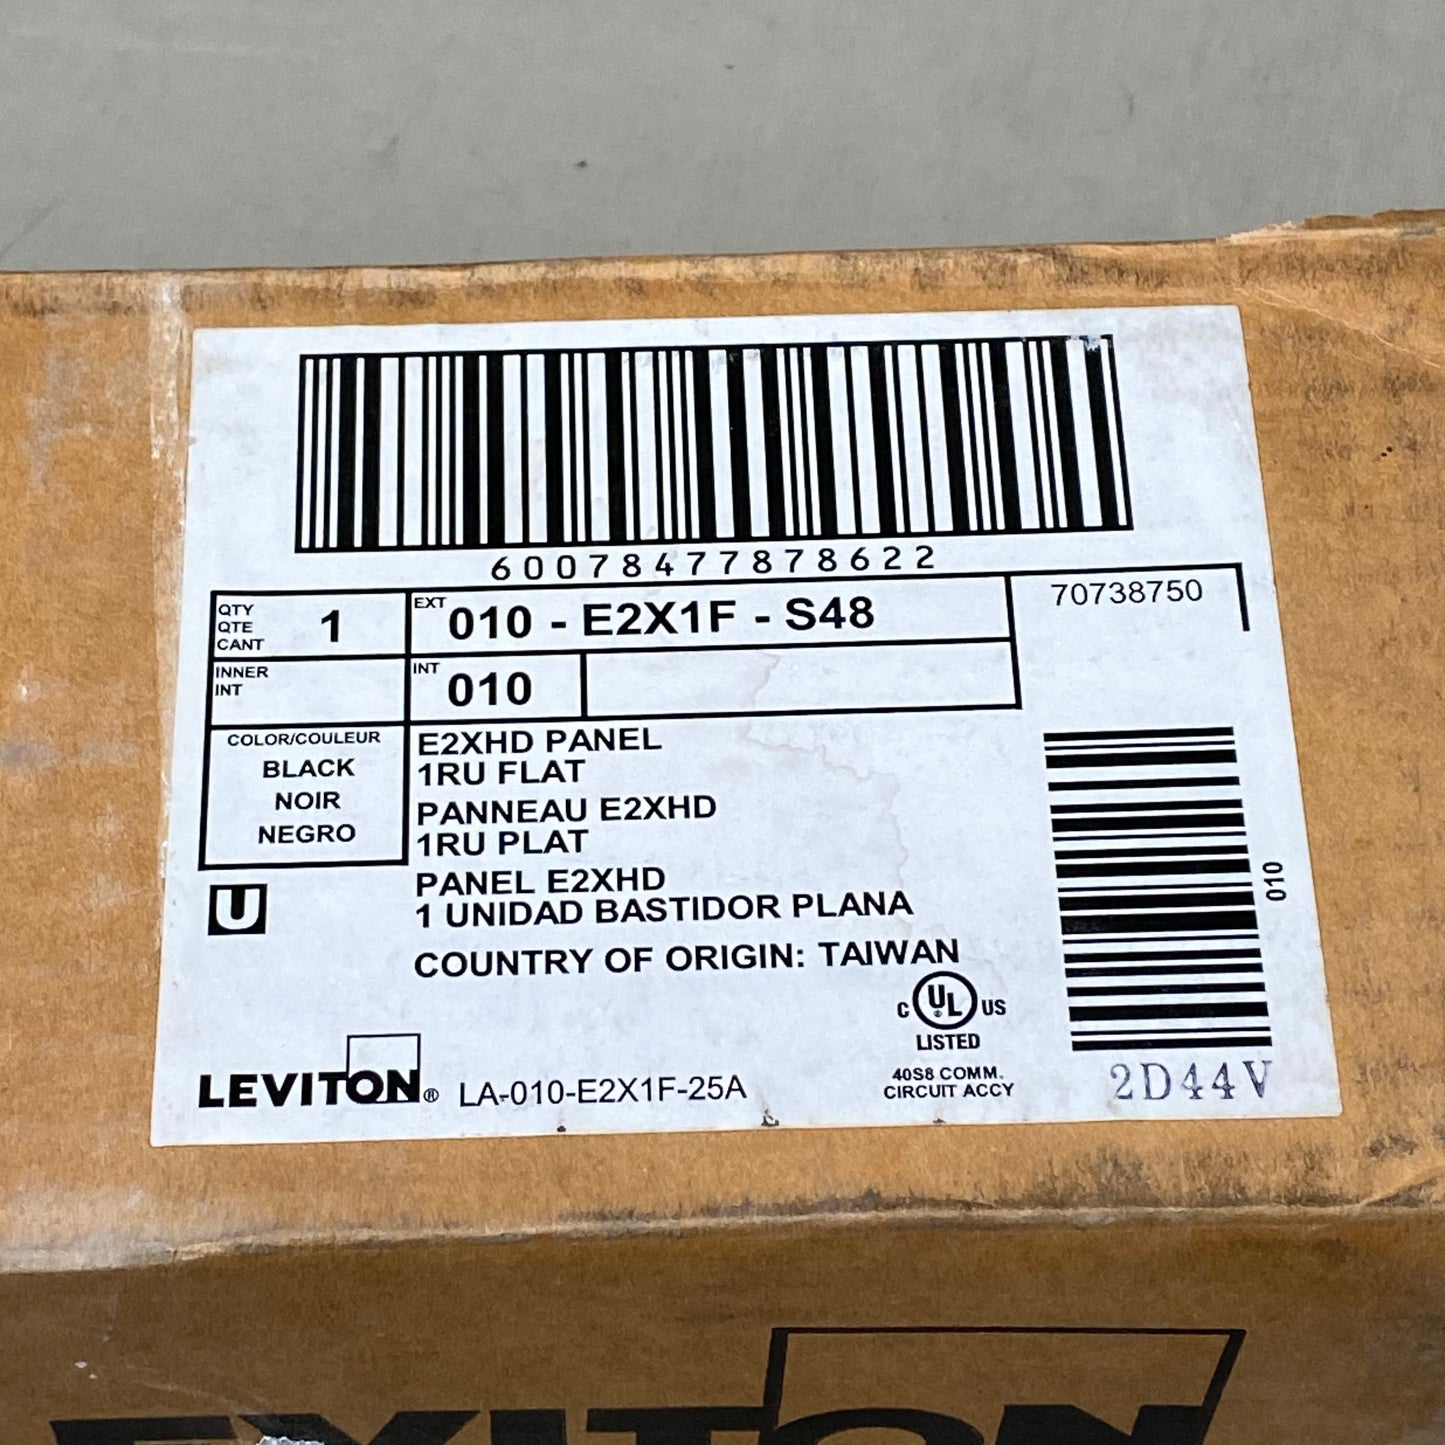 60078477878622
QTY
QTE
CANT
1
EXT 010 - E2X1F - S48
70738750
INNER
INT
INT 010
COLOR/COULEUR
BLACK
NOIR
NEGRO
E2XHD PANEL
1RU FLAT
PANNEAU E2XHD
1RU PLAT
PANEL E2XHD
1 UNIDAD BASTIDOR PLANA
U
010
COUNTRY OF ORIGIN: TAIWAN
C UL ® US
LISTED
40S8 COMM.
CIRCUIT ACCY
2D44V
LEVITON® LA-010-E2X1F-25A